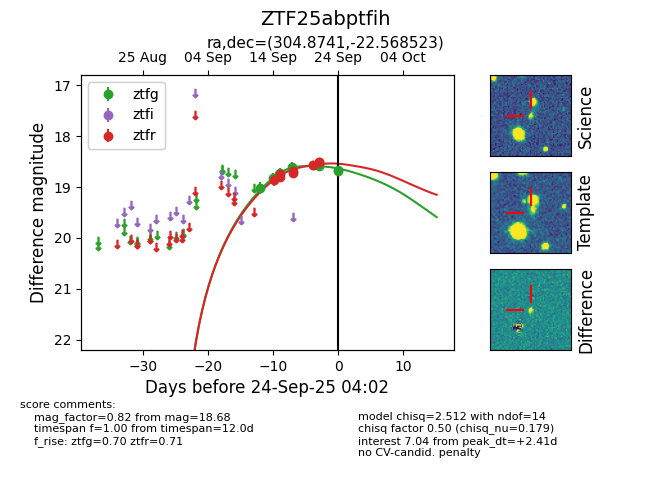 ZTF25abptfih
ra,dec=(304.8741,-22.568523)
25 Aug 04 Sep 14 Sep 24 Sep 04 Oct
17
18
19
20
21
22
Difference magnitude
ztfg
ztfi
ztfr
−30 −20 −10 0 10
Days before 24-Sep-25 04:02
Science
Template
Difference
score comments:
mag_factor=0.82 from mag=18.68
timespan f=1.00 from timespan=12.0d
f_rise: ztfg=0.70 ztfr=0.71
model chisq=2.512 with ndof=14
chisq factor 0.50 (chisq_nu=0.179)
interest 7.04 from peak_dt=+2.41d
no CV-candid. penalty